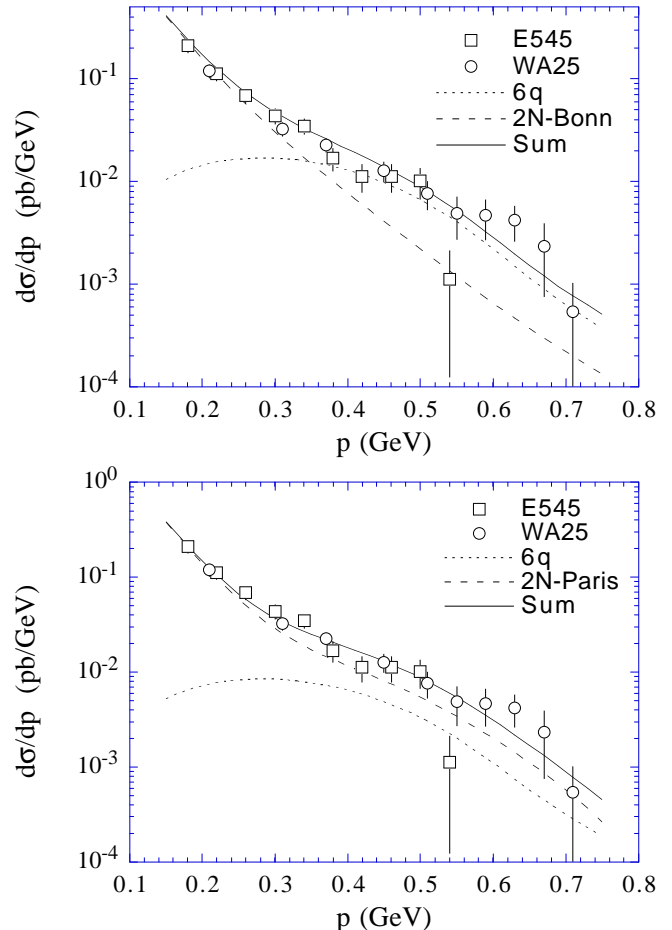 E545
WA25
6q
2N-Bonn
Sum
10⁻¹
10⁻²
10⁻³
10⁻⁴
dσ/dp (pb/GeV)
0.1 0.2 0.3 0.4 0.5 0.6 0.7 0.8
p (GeV)
10⁰
E545
WA25
6q
2N-Paris
Sum
10⁻¹
10⁻²
10⁻³
10⁻⁴
dσ/dp (pb/GeV)
0.1 0.2 0.3 0.4 0.5 0.6 0.7 0.8
p (GeV)